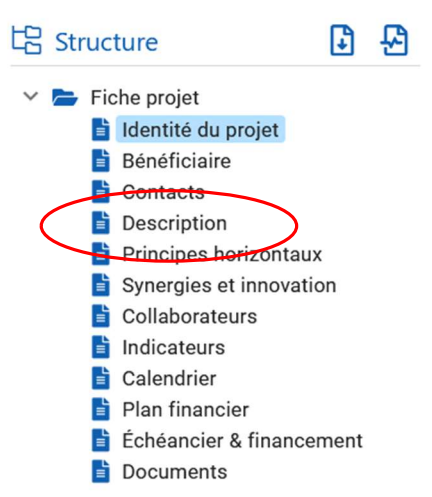 Structure
Fiche projet
Identité du projet
Bénéficiaire
Contacts
Description
Principes horizontaux
Synergies et innovation
Collaborateurs
Indicateurs
Calendrier
Plan financier
Échéancier & financement
Documents